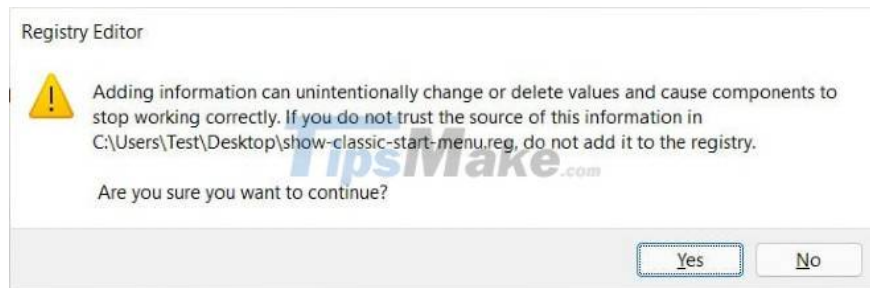 Registry Editor
Adding information can unintentionally change or delete values and cause components to
stop working correctly. If you do not trust the source of this information in
C:\Users\Test\Desktop\show-classic-start-menu.reg, do not add it to the registry.
TipsMake.com
Are you sure you want to continue?
Yes No